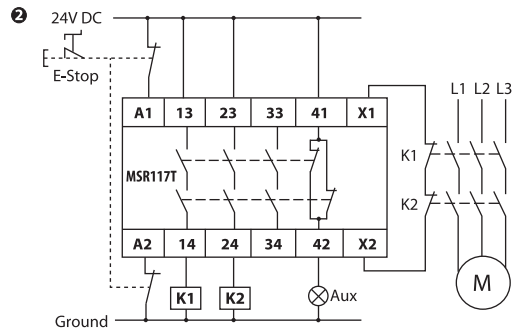 2 24V DC
E-Stop
A1 13 23 33 41 X1
L1 L2 L3
MSR117T
K1
K2
A2 14 24 34 42 X2
K1 K2 Aux
M
Ground